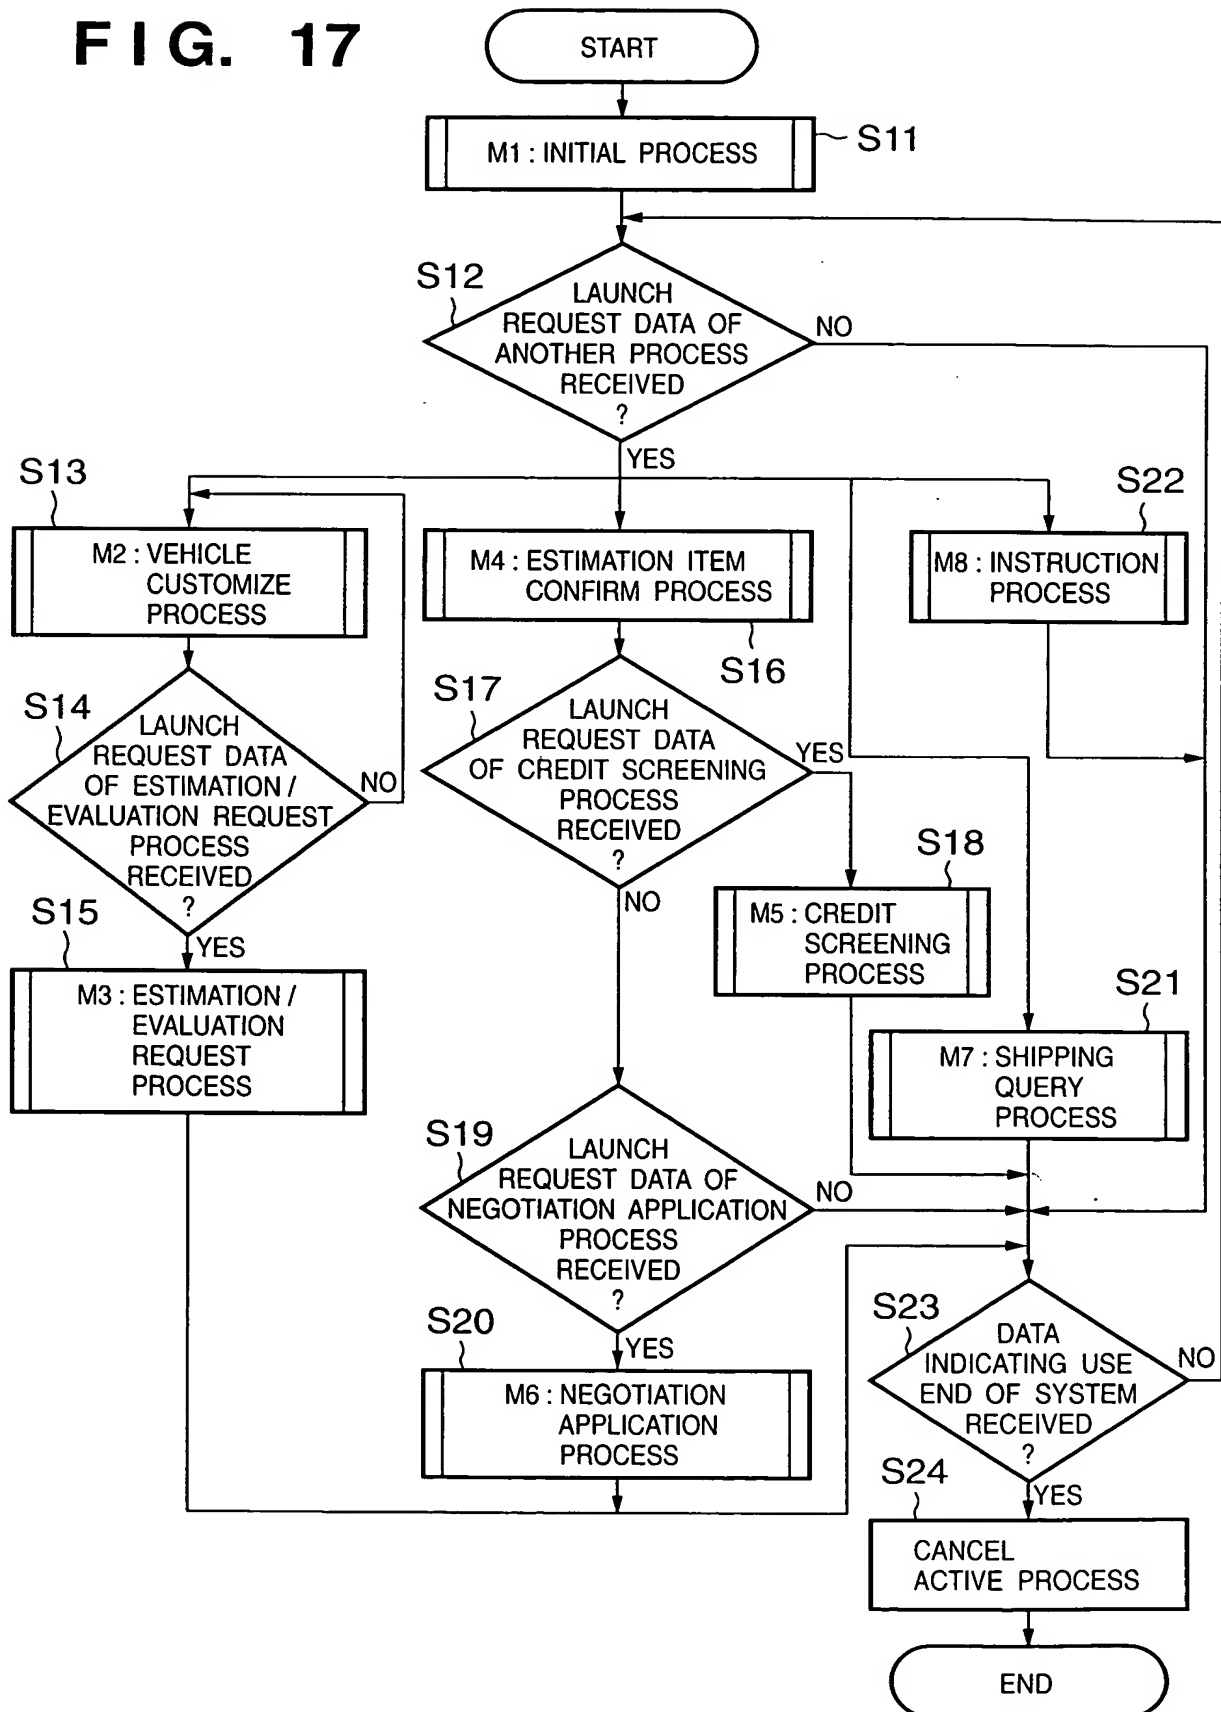 FIG. 17
START
M1 : INITIAL PROCESS
S11
S12
LAUNCH
REQUEST DATA OF
ANOTHER PROCESS
RECEIVED
?
NO
YES
S13
M2 : VEHICLE
CUSTOMIZE
PROCESS
M4 : ESTIMATION ITEM
CONFIRM PROCESS
S16
S22
M8 : INSTRUCTION
PROCESS
S14
LAUNCH
REQUEST DATA
OF ESTIMATION /
EVALUATION REQUEST
PROCESS
RECEIVED
?
NO
YES
S17
LAUNCH
REQUEST DATA
OF CREDIT SCREENING
PROCESS
RECEIVED
?
YES
NO
S15
M3 : ESTIMATION /
EVALUATION
REQUEST
PROCESS
S18
M5 : CREDIT
SCREENING
PROCESS
S21
M7 : SHIPPING
QUERY
PROCESS
S19
LAUNCH
REQUEST DATA OF
NEGOTIATION APPLICATION
PROCESS
RECEIVED
?
NO
YES
S20
M6 : NEGOTIATION
APPLICATION
PROCESS
S23
DATA
INDICATING USE
END OF SYSTEM
RECEIVED
?
NO
YES
S24
CANCEL
ACTIVE PROCESS
END